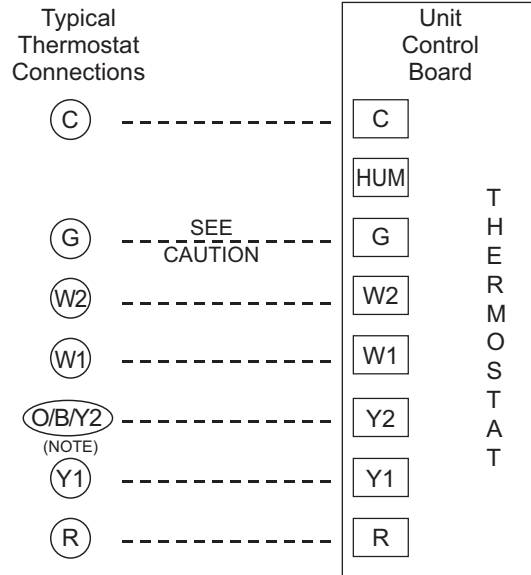 Typical
Thermostat
Connections
Unit
Control
Board
C
C
HUM
G
SEE
CAUTION
G
W2
W2
W1
W1
O/B/Y2
(NOTE)
Y2
Y1
Y1
R
R
THERMOSTAT